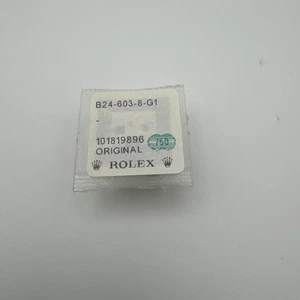 B24-603-8-G1
-
101819896
750
ORIGINAL
ROLEX